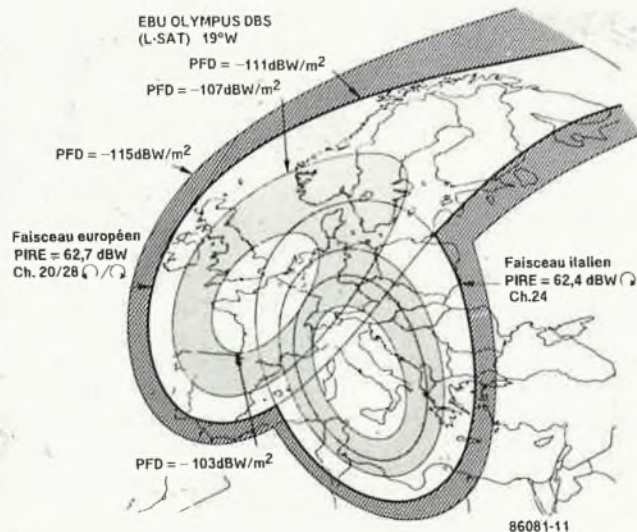 EBU OLYMPUS DBS
(L-SAT) 19°W
PFD = −111dBW/m²
PFD = −107dBW/m²
PFD = −115dBW/m²
Faisceau européen
PIRE = 62,7 dBW
Ch. 20/28
Faisceau italien
PIRE = 62,4 dBW
Ch.24
PFD = −103dBW/m²
86081-11